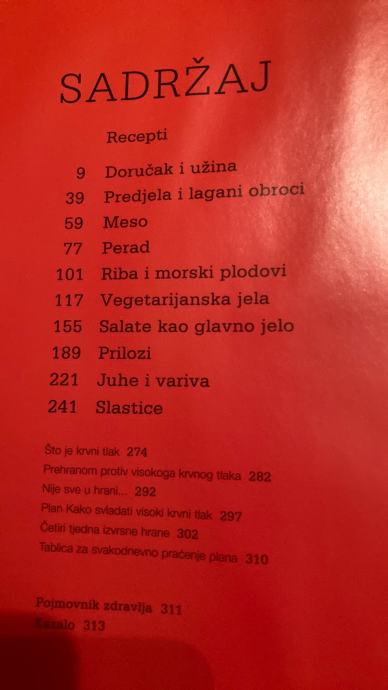 SADRŽAJ
Recepti
9 Doručak i užina
39 Predjela i lagani obroci
59 Meso
77 Perad
101 Riba i morski plodovi
117 Vegetarijanska jela
155 Salate kao glavno jelo
189 Prilozi
221 Juhe i variva
241 Slastice
Što je krvni tlak 274
Prehranom protiv visokoga krvnog tlaka 282
Nije sve u hrani... 292
Plan Kako svladati visoki krvni tlak 297
Četiri tjedna izvrsne hrane 302
Tablica za svakodnevno praćenje plana 310
Pojmovnik zdravlja 311
Kazalo 313